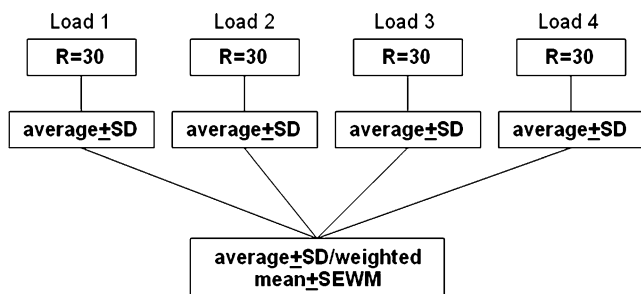 Load 1 Load 2 Load 3 Load 4
R=30 R=30 R=30 R=30
average±SD average±SD average±SD average±SD
average±SD/weighted
mean±SEWM